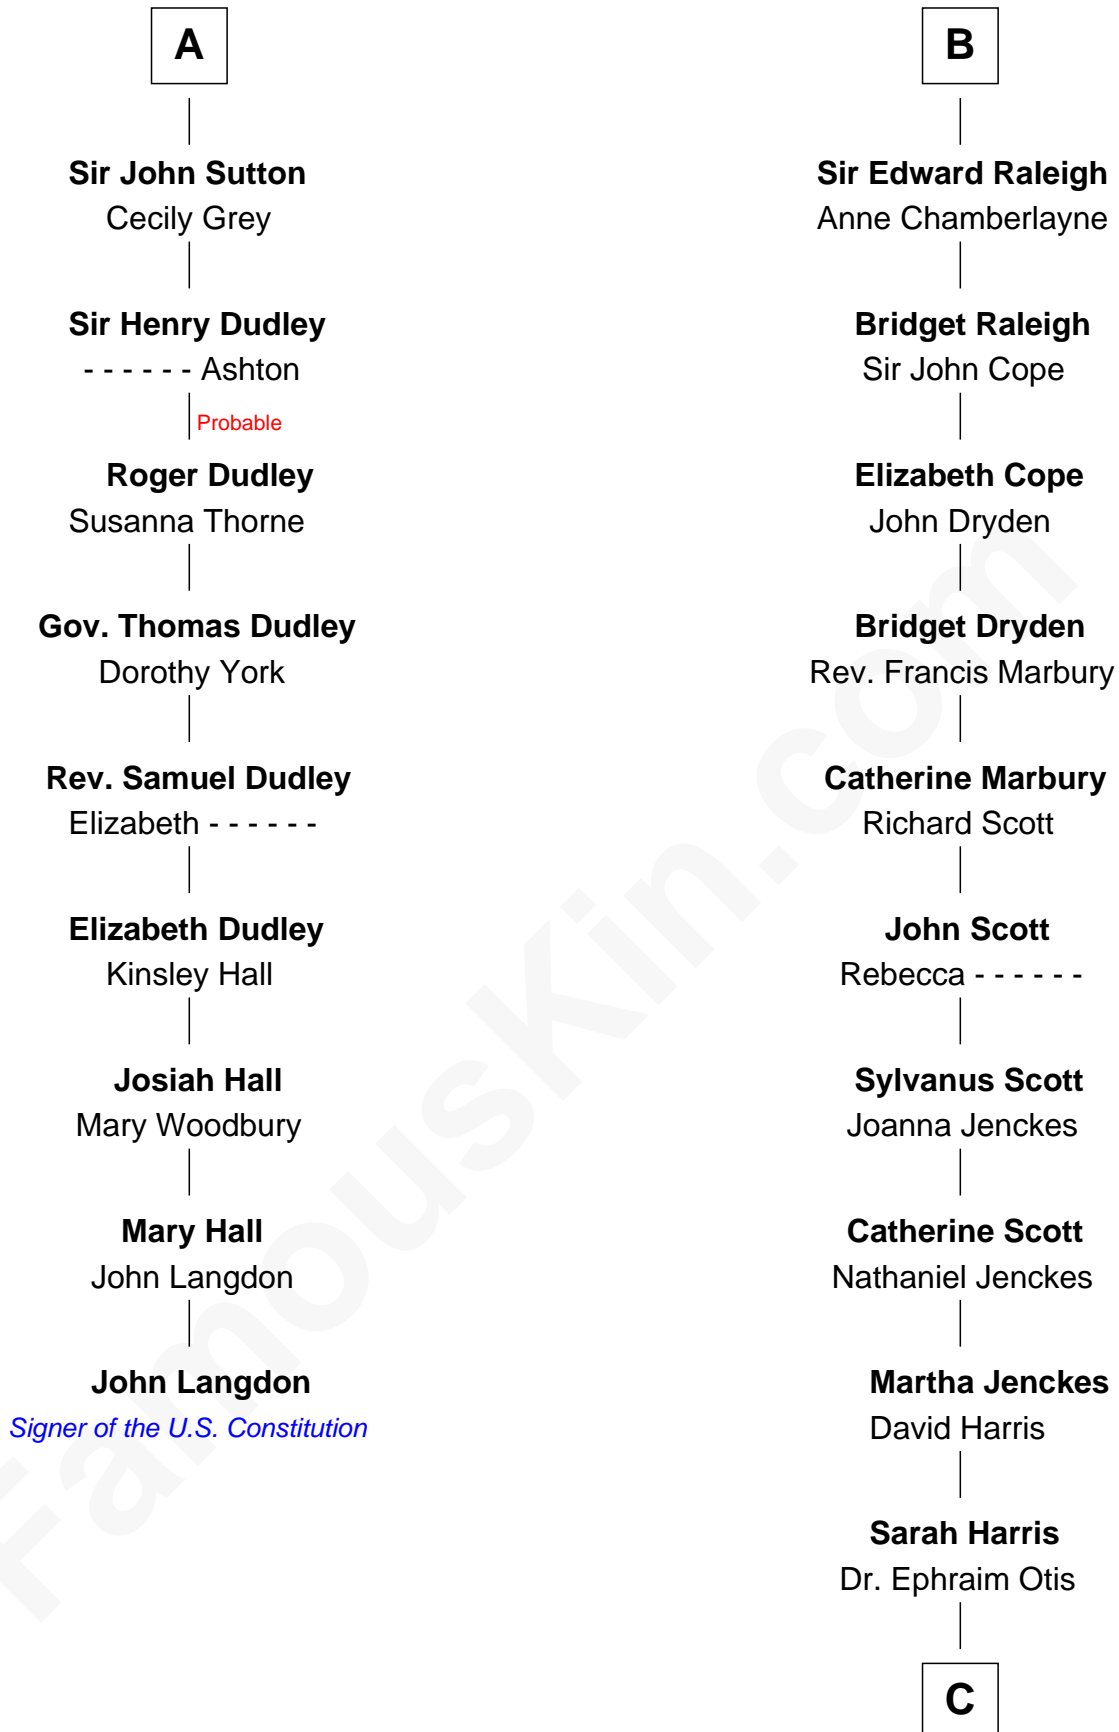 A
Sir John Sutton
Cecily Grey
Sir Henry Dudley
- - - - - - Ashton
Probable
Roger Dudley
Susanna Thorne
Gov. Thomas Dudley
Dorothy York
Rev. Samuel Dudley
Elizabeth - - - - - -
Elizabeth Dudley
Kinsley Hall
Josiah Hall
Mary Woodbury
Mary Hall
John Langdon
John Langdon
Signer of the U.S. Constitution
B
Sir Edward Raleigh
Anne Chamberlayne
Bridget Raleigh
Sir John Cope
Elizabeth Cope
John Dryden
Bridget Dryden
Rev. Francis Marbury
Catherine Marbury
Richard Scott
John Scott
Rebecca - - - - - -
Sylvanus Scott
Joanna Jenckes
Catherine Scott
Nathaniel Jenckes
Martha Jenckes
David Harris
Sarah Harris
Dr. Ephraim Otis
C
FamousKin.com